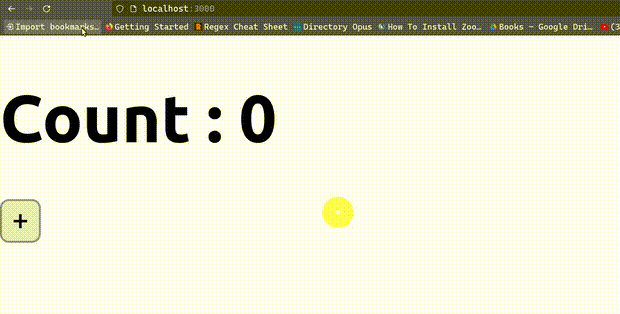 localhost:3000
Import bookmarks… Getting Started Regex Cheat Sheet Directory Opus How To Install Zoo… Books – Google Dri… (3
Count : 0
+